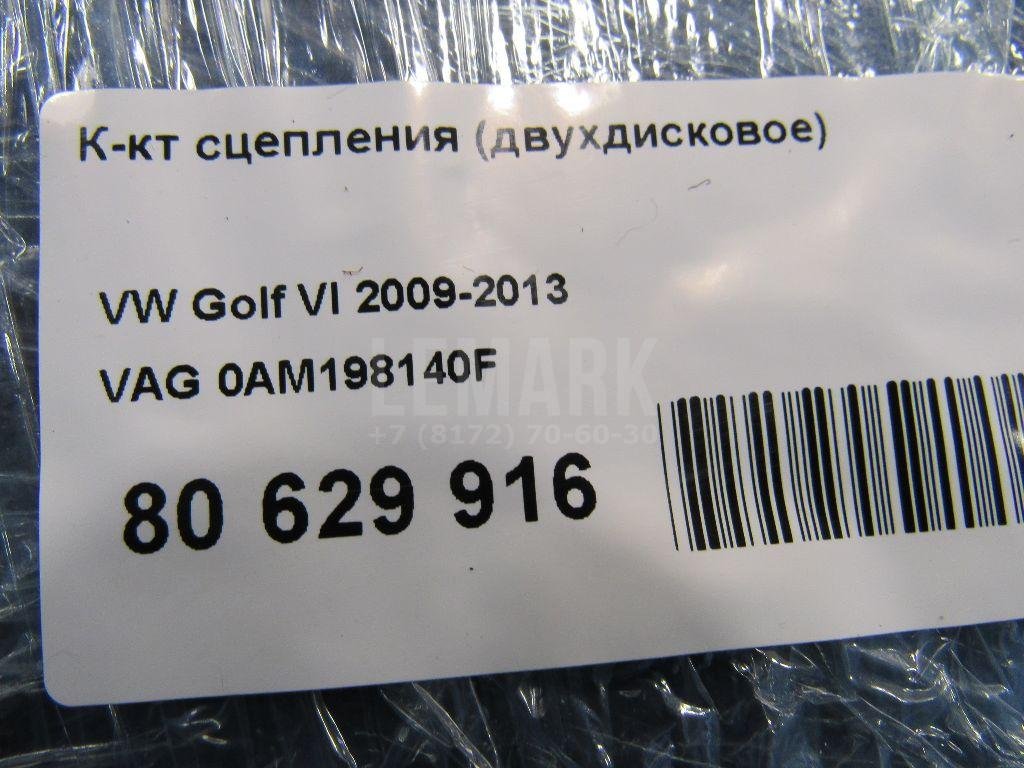 К-кт сцепления (двухдисковое)
VW Golf VI 2009-2013
VAG 0AM198140F
LEMARK
+7 (8172) 70-60-30
80 629 916